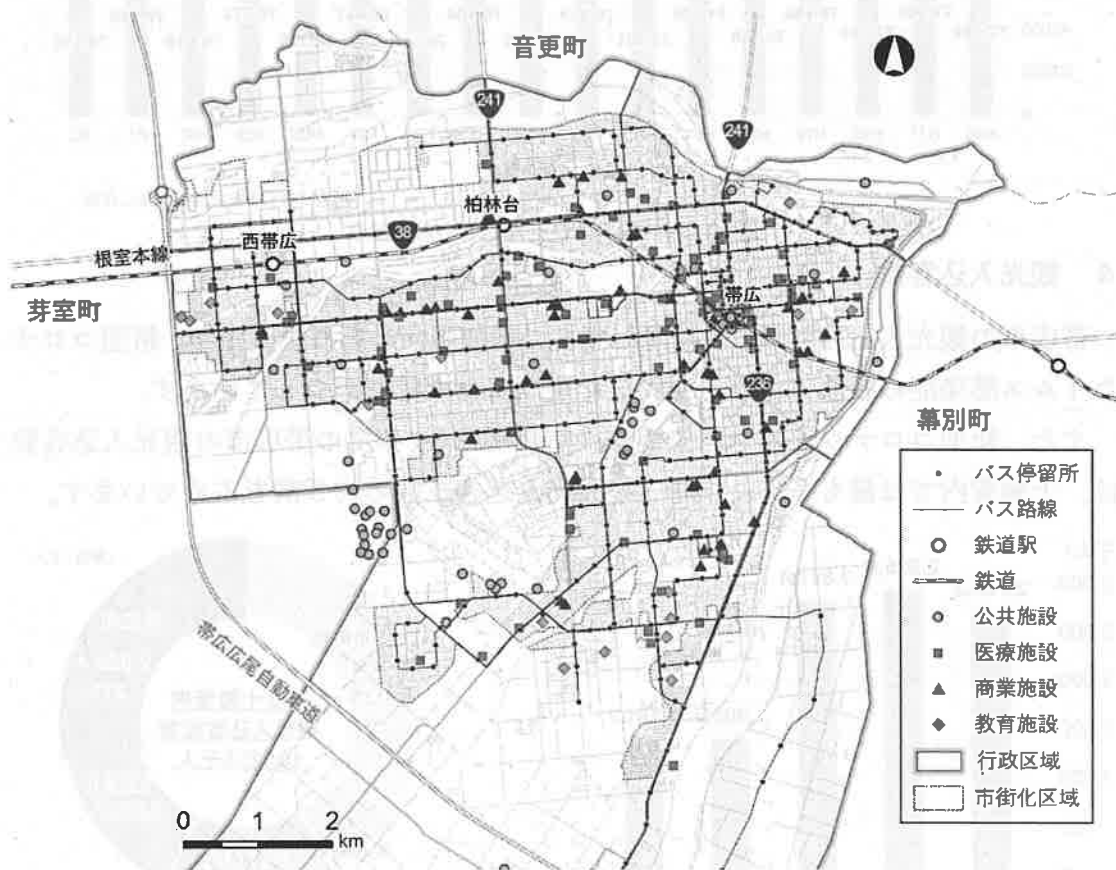 音更町
241
241
柏林台
38
西帯広
根室本線
芽室町
帯広
236
幕別町
バス停留所
バス路線
鉄道駅
鉄道
公共施設
医療施設
商業施設
教育施設
行政区域
市街化区域
帯広広尾自動車道
0 1 2
km